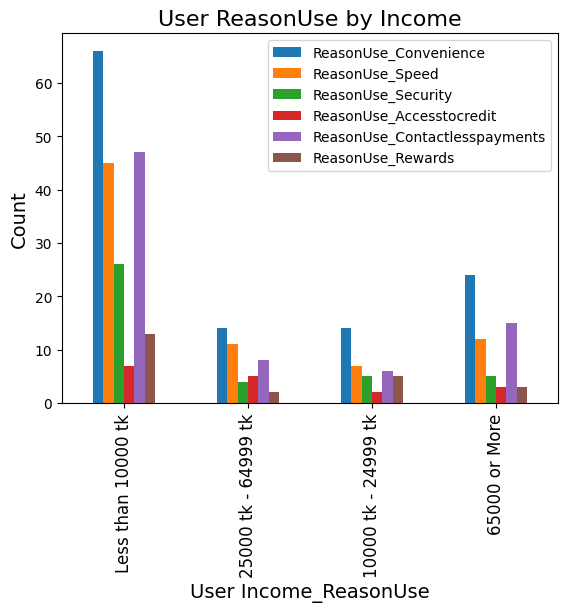 User ReasonUse by Income
ReasonUse_Convenience
ReasonUse_Speed
ReasonUse_Security
ReasonUse_Accesstocredit
ReasonUse_Contactlesspayments
ReasonUse_Rewards
Count
60
50
40
30
20
10
0
Less than 10000 tk
25000 tk - 64999 tk
10000 tk - 24999 tk
65000 or More
User Income_ReasonUse